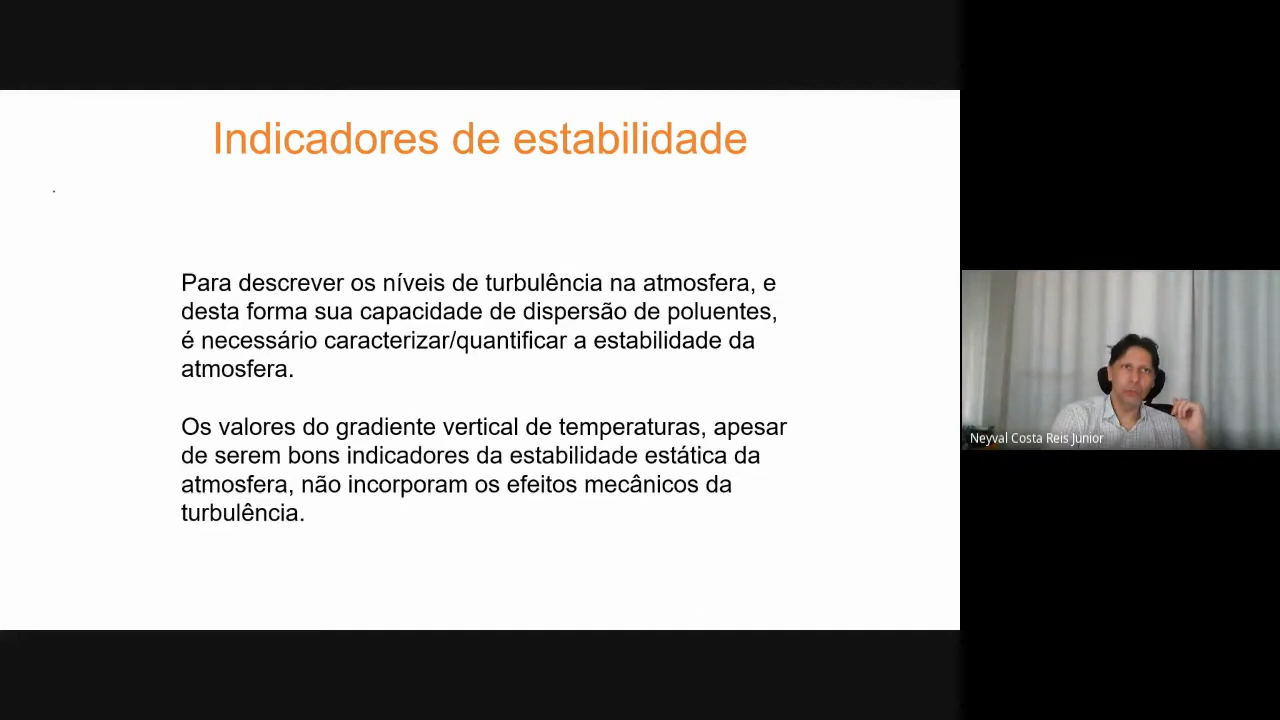 Indicadores de estabilidade
.
Para descrever os níveis de turbulência na atmosfera, e
desta forma sua capacidade de dispersão de poluentes,
é necessário caracterizar/quantificar a estabilidade da
atmosfera.
Os valores do gradiente vertical de temperaturas, apesar
de serem bons indicadores da estabilidade estática da
atmosfera, não incorporam os efeitos mecânicos da
turbulência.
Neyval Costa Reis Junior